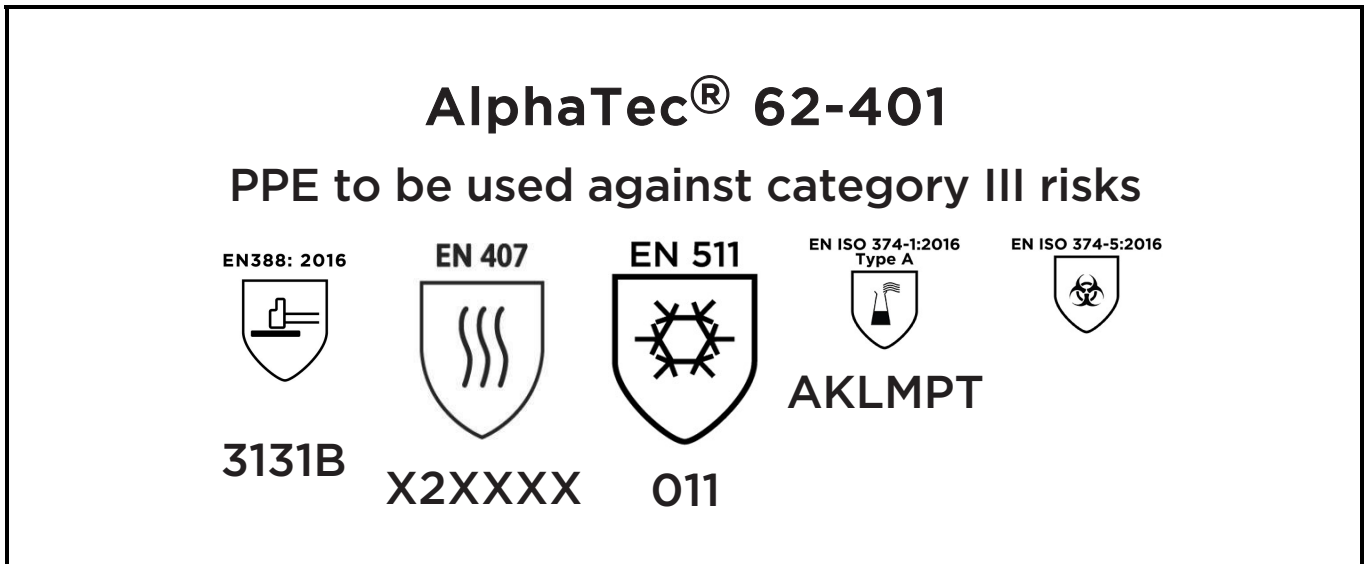 AlphaTec® 62-401
PPE to be used against category III risks
EN388: 2016
EN 407
EN 511
EN ISO 374-1:2016
Type A
EN ISO 374-5:2016
3131B
X2XXXX
011
AKLMPT